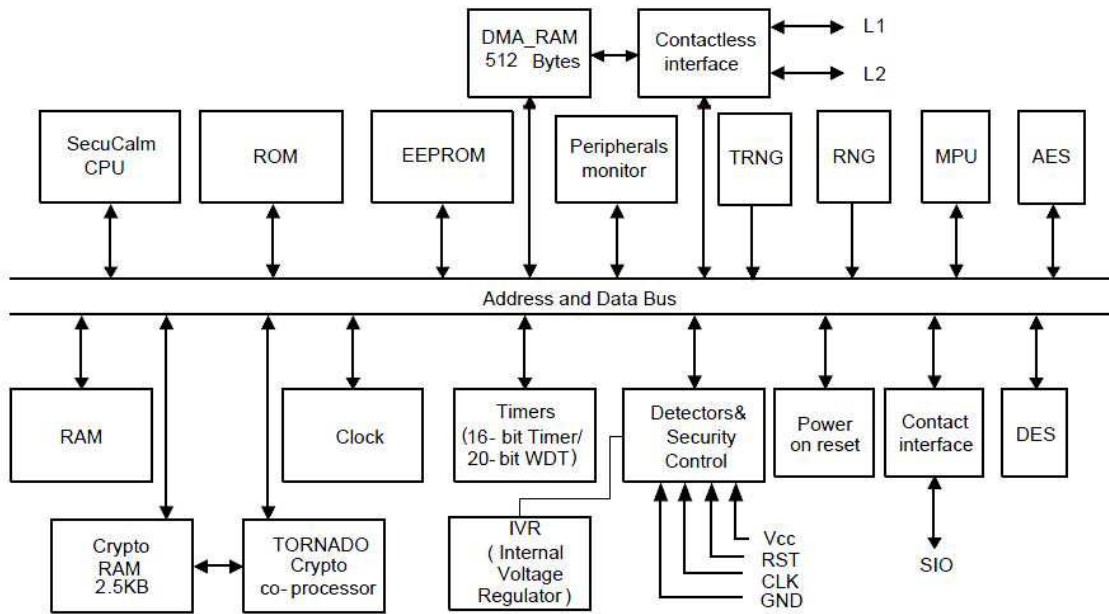 DMA_RAM
512 Bytes
Contactless
interface
L1
L2
SecuCalm
CPU
ROM
EEPROM
Peripherals
monitor
TRNG
RNG
MPU
AES
Address and Data Bus
RAM
Clock
Timers
(16- bit Timer/
20- bit WDT)
Detectors&
Security
Control
Power
on reset
Contact
interface
DES
Crypto
RAM
2.5KB
TORNADO
Crypto
co- processor
IVR
( Internal
Voltage
Regulator )
Vcc
RST
CLK
GND
SIO